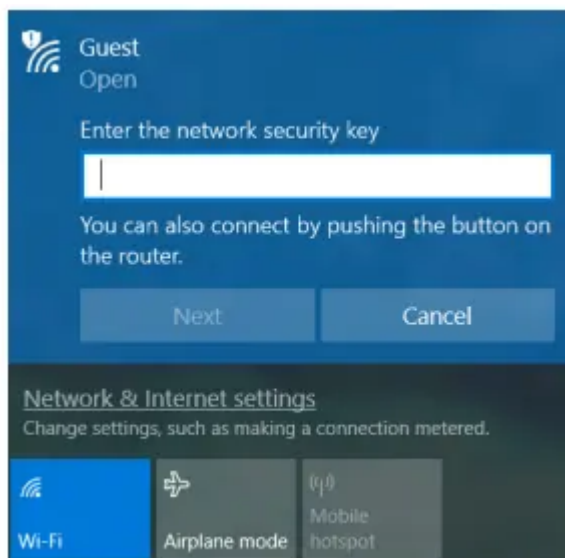 Guest
Open
Enter the network security key
You can also connect by pushing the button on
the router.
Next
Cancel
Network & Internet settings
Change settings, such as making a connection metered.
Wi-Fi
Airplane mode
Mobile
hotspot